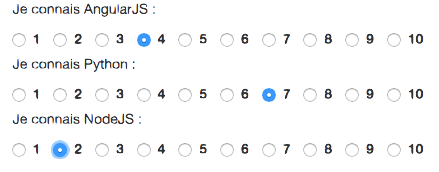 Je connais AngularJS :
1 2 3 4 5 6 7 8 9 10
Je connais Python :
1 2 3 4 5 6 7 8 9 10
Je connais NodeJS :
1 2 3 4 5 6 7 8 9 10